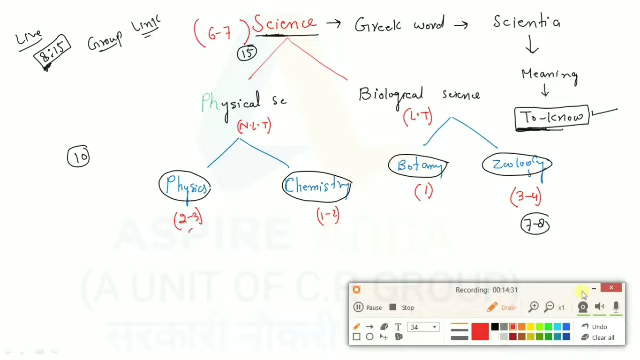 Live
8:15
Group Link
(6-7) Science → Greek word → Scientia
15
Meaning
To-know
Physical sc
(N.L.T)
Biological science
(L.T)
10
Physics
(2-3)
Chemistry
(1-2)
Botany
(1)
Zoology
(3-4)
7-8
ASPIRE ADDA
(A UNIT OF C.P GROUP)
Recording: 00:14:31
Pause Stop Draw x1
T 34 Undo
Clear all